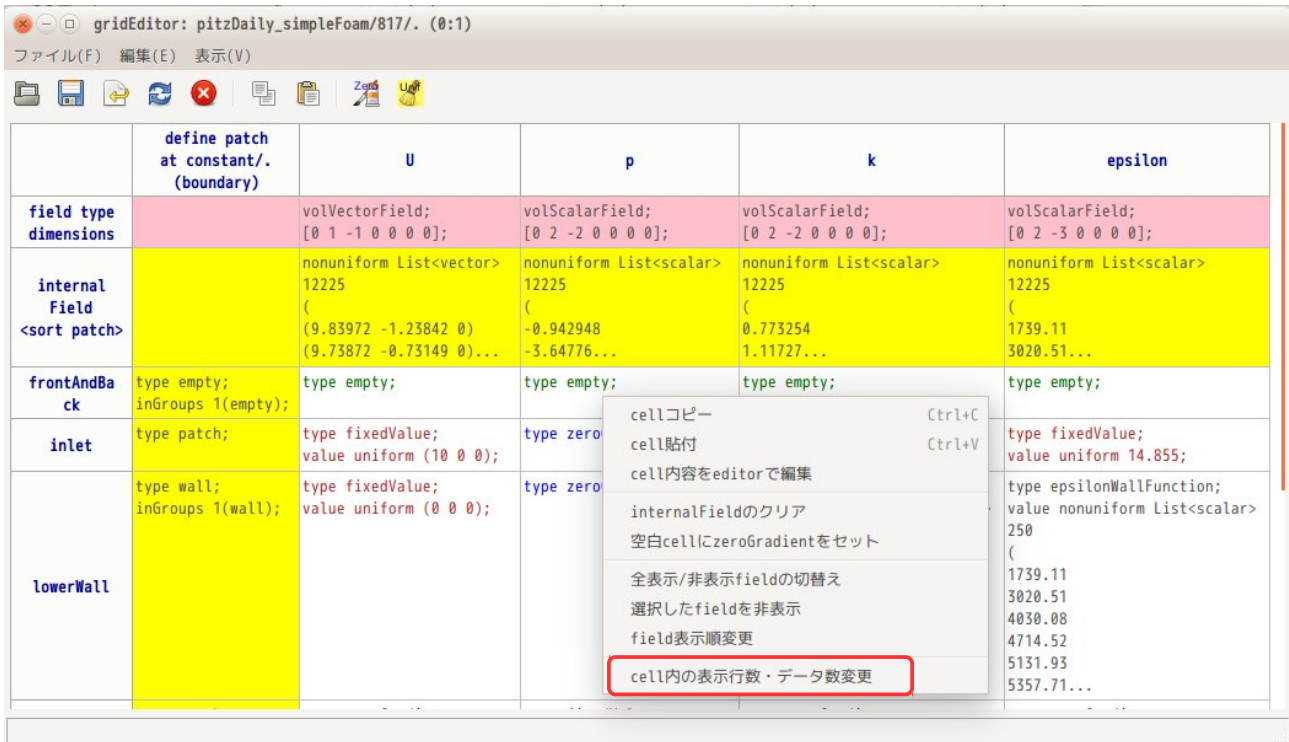 gridEditor: pitzDaily_simpleFoam/817/. (0:1)
ファイル(F) 編集(E) 表示(V)
Zero
Unif
define patch
at constant/.
(boundary)
U
p
k
epsilon
field type
dimensions
volVectorField;
[0 1 -1 0 0 0 0];
volScalarField;
[0 2 -2 0 0 0 0];
volScalarField;
[0 2 -2 0 0 0 0];
volScalarField;
[0 2 -3 0 0 0 0];
internal
Field
<sort patch>
nonuniform List<vector>
12225
(
(9.83972 -1.23842 0)
(9.73872 -0.73149 0)...
nonuniform List<scalar>
12225
(
-0.942948
-3.64776...
nonuniform List<scalar>
12225
(
0.773254
1.11727...
nonuniform List<scalar>
12225
(
1739.11
3020.51...
frontAndBa
ck
type empty;
inGroups 1(empty);
type empty;
type empty;
type empty;
type empty;
inlet
type patch;
type fixedValue;
value uniform (10 0 0);
type zero
type fixedValue;
value uniform 14.855;
lowerWall
type wall;
inGroups 1(wall);
type fixedValue;
value uniform (0 0 0);
type zero
type epsilonWallFunction;
value nonuniform List<scalar>
250
(
1739.11
3020.51
4030.08
4714.52
5131.93
5357.71...
cellコピー Ctrl+C
cell貼付 Ctrl+V
cell内容をeditorで編集
internalFieldのクリア
空白cellにzeroGradientをセット
全表示/非表示fieldの切替え
選択したfieldを非表示
field表示順変更
cell内の表示行数・データ数変更